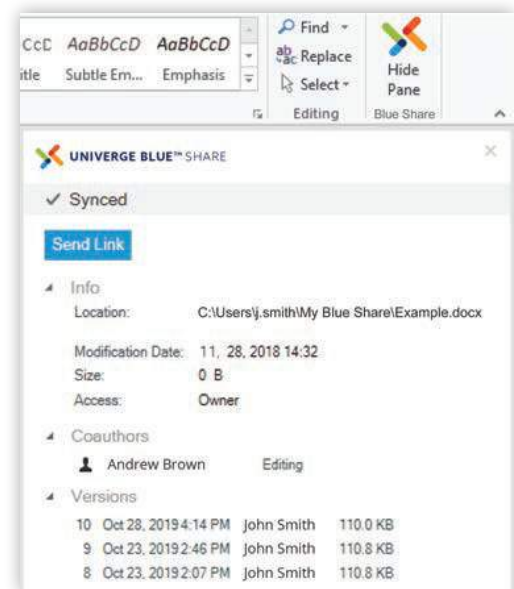 CcD AaBbCcD AaBbCcD
itle Subtle Em... Emphasis
Find
Replace
Select
Editing
Hide
Pane
Blue Share
UNIVERGE BLUE™ SHARE
Synced
Send Link
Info
Location: C:\Users\j.smith\My Blue Share\Example.docx
Modification Date: 11, 28, 2018 14:32
Size: 0 B
Access: Owner
Coauthors
Andrew Brown Editing
Versions
10 Oct 28, 2019 4:14 PM John Smith 110.0 KB
9 Oct 23, 2019 2:46 PM John Smith 110.8 KB
8 Oct 23, 2019 2:07 PM John Smith 110.8 KB